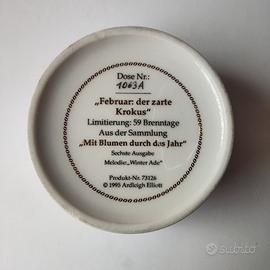 Dose Nr.:
1063A
„Februar: der zarte
Krokus“
Limitierung: 59 Brenntage
Aus der Sammlung
„Mit Blumen durch das Jahr“
Sechste Ausgabe
Melodie: „Winter Ade“
Produkt-Nr. 73126
© 1995 Ardleigh Elliott
subito